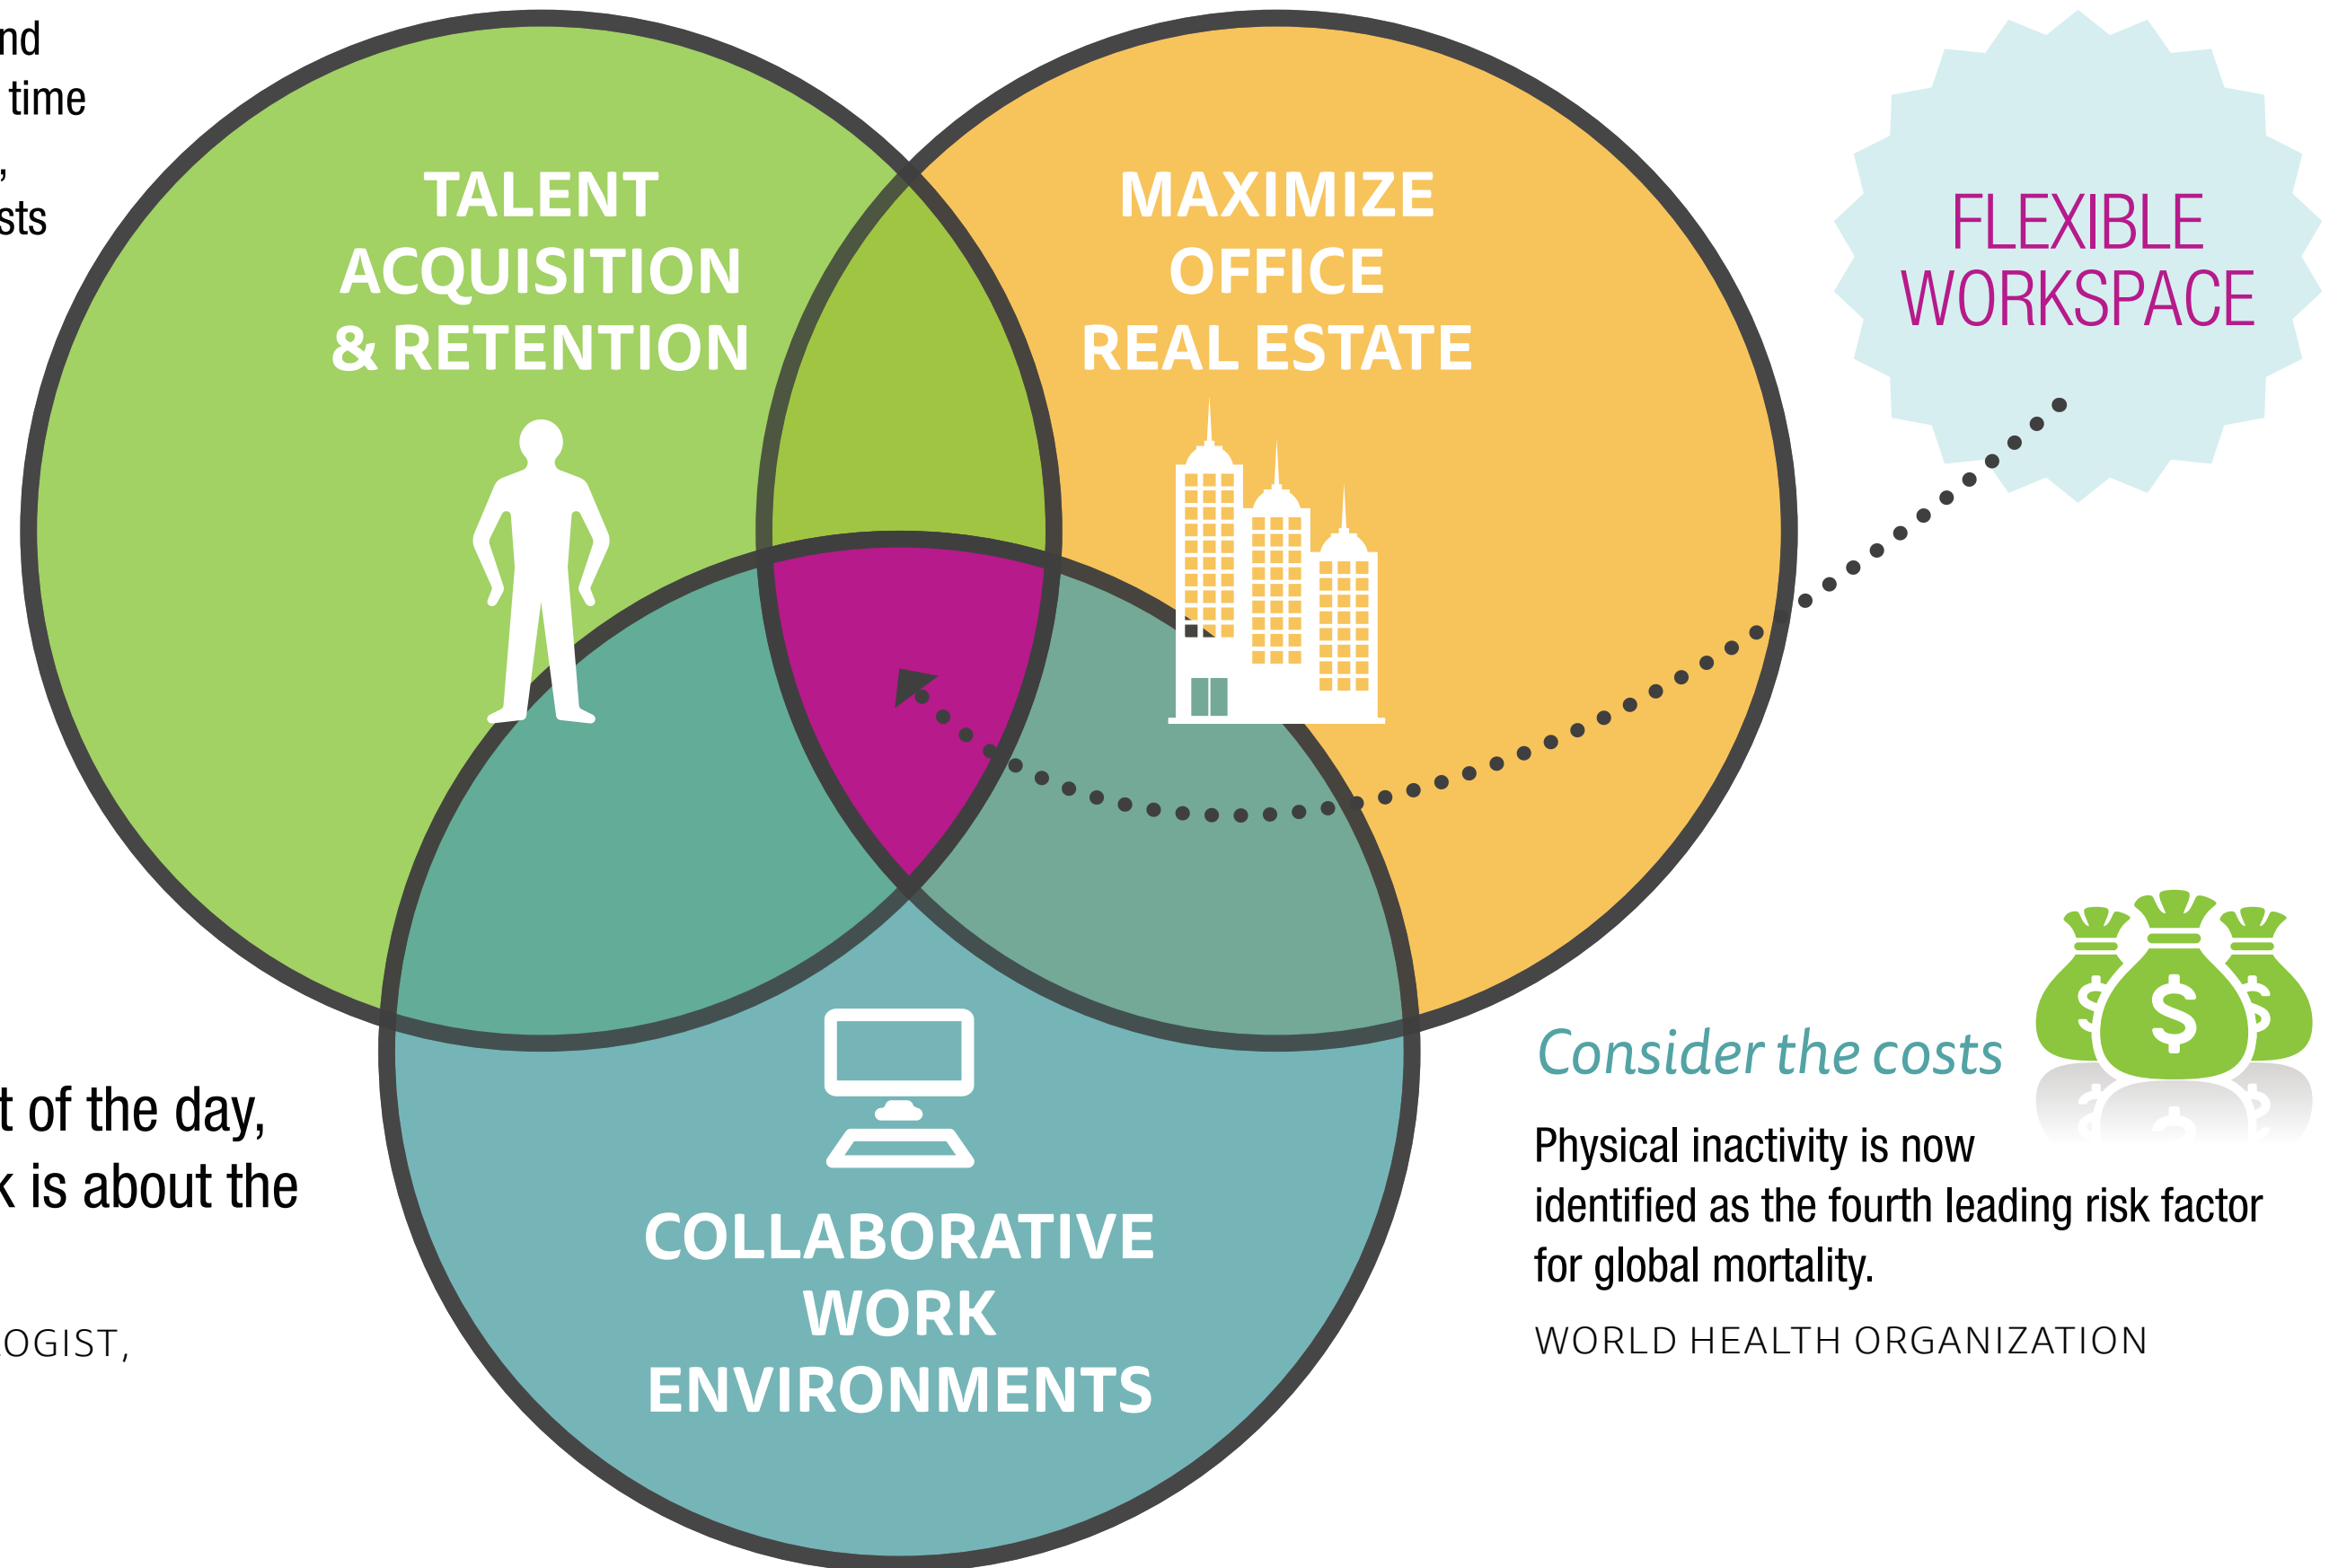 nd
time
,
sts
TALENT
ACQUISITION
& RETENTION
MAXIMIZE
OFFICE
REAL ESTATE
FLEXIBLE
WORKSPACE
t of the day,
k is about the
OGIST,
COLLABORATIVE
WORK
ENVIRONMENTS
Consider the costs
$ $ $
Physical inactivity is now
identified as the fourth leading risk factor
for global mortality.
WORLD HEALTH ORGANIZATION